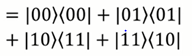 = |00⟩⟨00| + |01⟩⟨01|
+ |10⟩⟨11| + |11⟩⟨10|